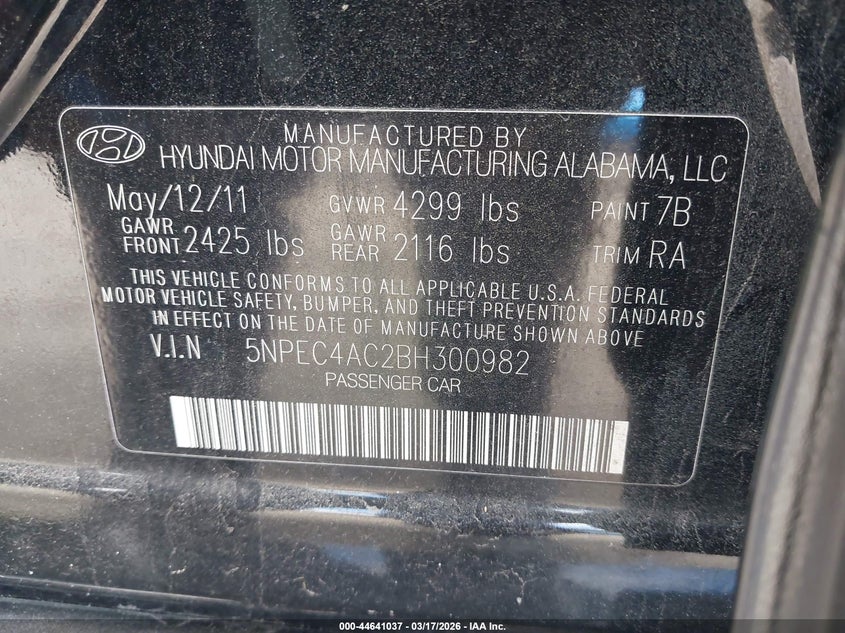 MANUFACTURED BY
HYUNDAI MOTOR MANUFACTURING ALABAMA, LLC
May/12/11 GVWR 4299 lbs PAINT 7B
GAWR FRONT 2425 lbs GAWR REAR 2116 lbs TRIM RA
THIS VEHICLE CONFORMS TO ALL APPLICABLE U.S.A. FEDERAL
MOTOR VEHICLE SAFETY, BUMPER, AND THEFT PREVENTION STANDARDS
IN EFFECT ON THE DATE OF MANUFACTURE SHOWN ABOVE
V.I.N 5NPEC4AC2BH300982
PASSENGER CAR
000-44641037 - 03/17/2026 - IAA Inc.